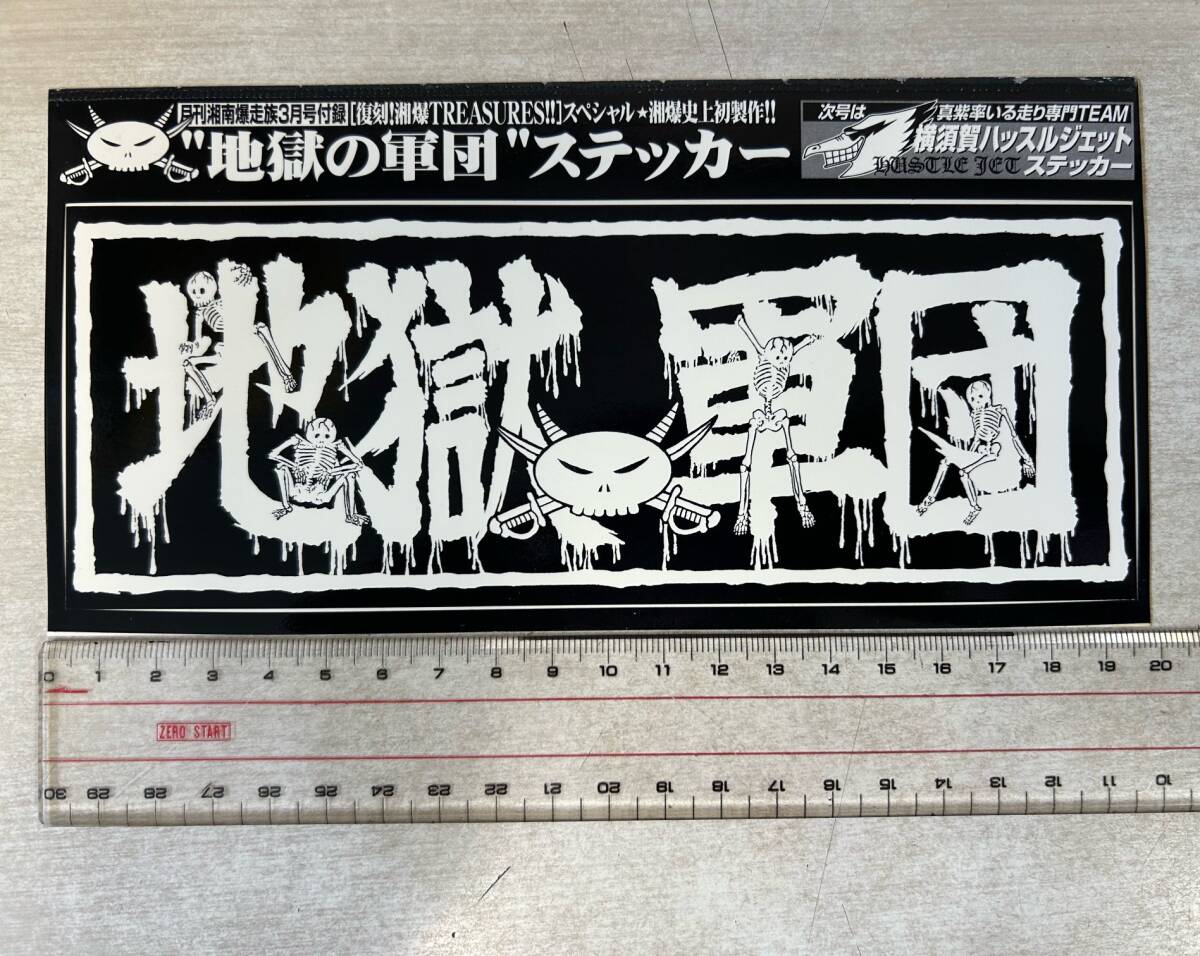 月刊湘南爆走族3月号付録[復刻!湘爆TREASURES!!]スペシャル★湘爆史上初製作!!
"地獄の軍団"ステッカー
次号は 真紫率いる走り専門TEAM
横須賀ハッスルジェット
HUSTLE JET ステッカー
地獄軍団
0 1 2 3 4 5 6 7 8 9 10 11 12 13 14 15 16 17 18 19 20
ZERO START
30 29 28 27 26 25 24 23 22 21 20 19 18 17 16 15 14 13 12 11 10